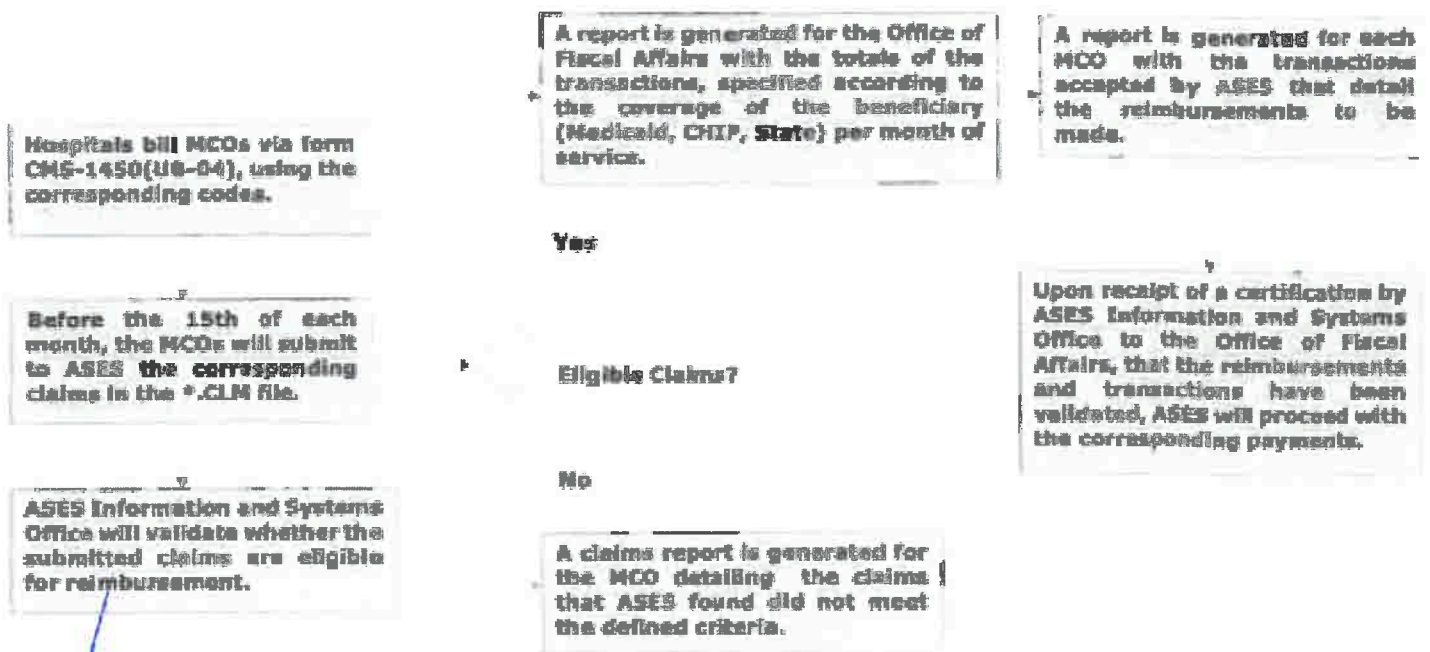 Hospitals bill MCOs via form
CMS-1450(UB-04), using the
corresponding codes.
Before the 15th of each
month, the MCOs will submit
to ASES the corresponding
claims in the *.CLM file.
ASES Information and Systems
Office will validate whether the
submitted claims are eligible
for reimbursement.
Eligible Claims?
Yes
A report is generated for the Office of
Fiscal Affairs with the totals of the
transactions, specified according to
the coverage of the beneficiary
(Medicaid, CHIP, State) per month of
service.
No
A claims report is generated for
the MCO detailing the claims
that ASES found did not meet
the defined criteria.
A report is generated for each
MCO with the transactions
accepted by ASES that detail
the reimbursements to be
made.
Upon receipt of a certification by
ASES Information and Systems
Office to the Office of Fiscal
Affairs, that the reimbursements
and transactions have been
validated, ASES will proceed with
the corresponding payments.